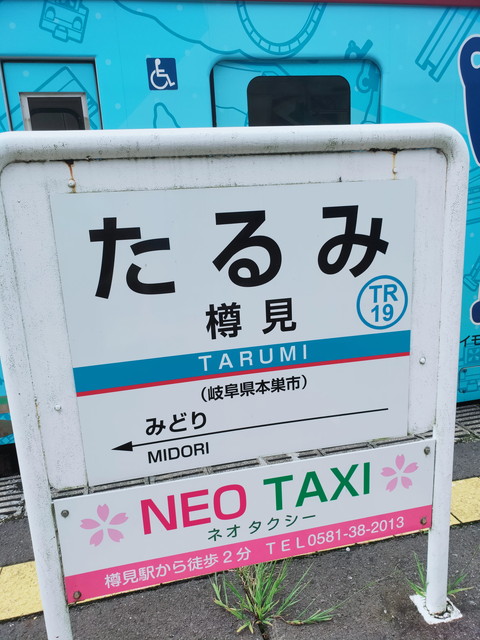 たるみ
樽見
TR
19
TARUMI
(岐阜県本巣市)
みどり
MIDORI
NEO TAXI
ネオタクシー
樽見駅から徒歩2分 TEL0581-38-2013